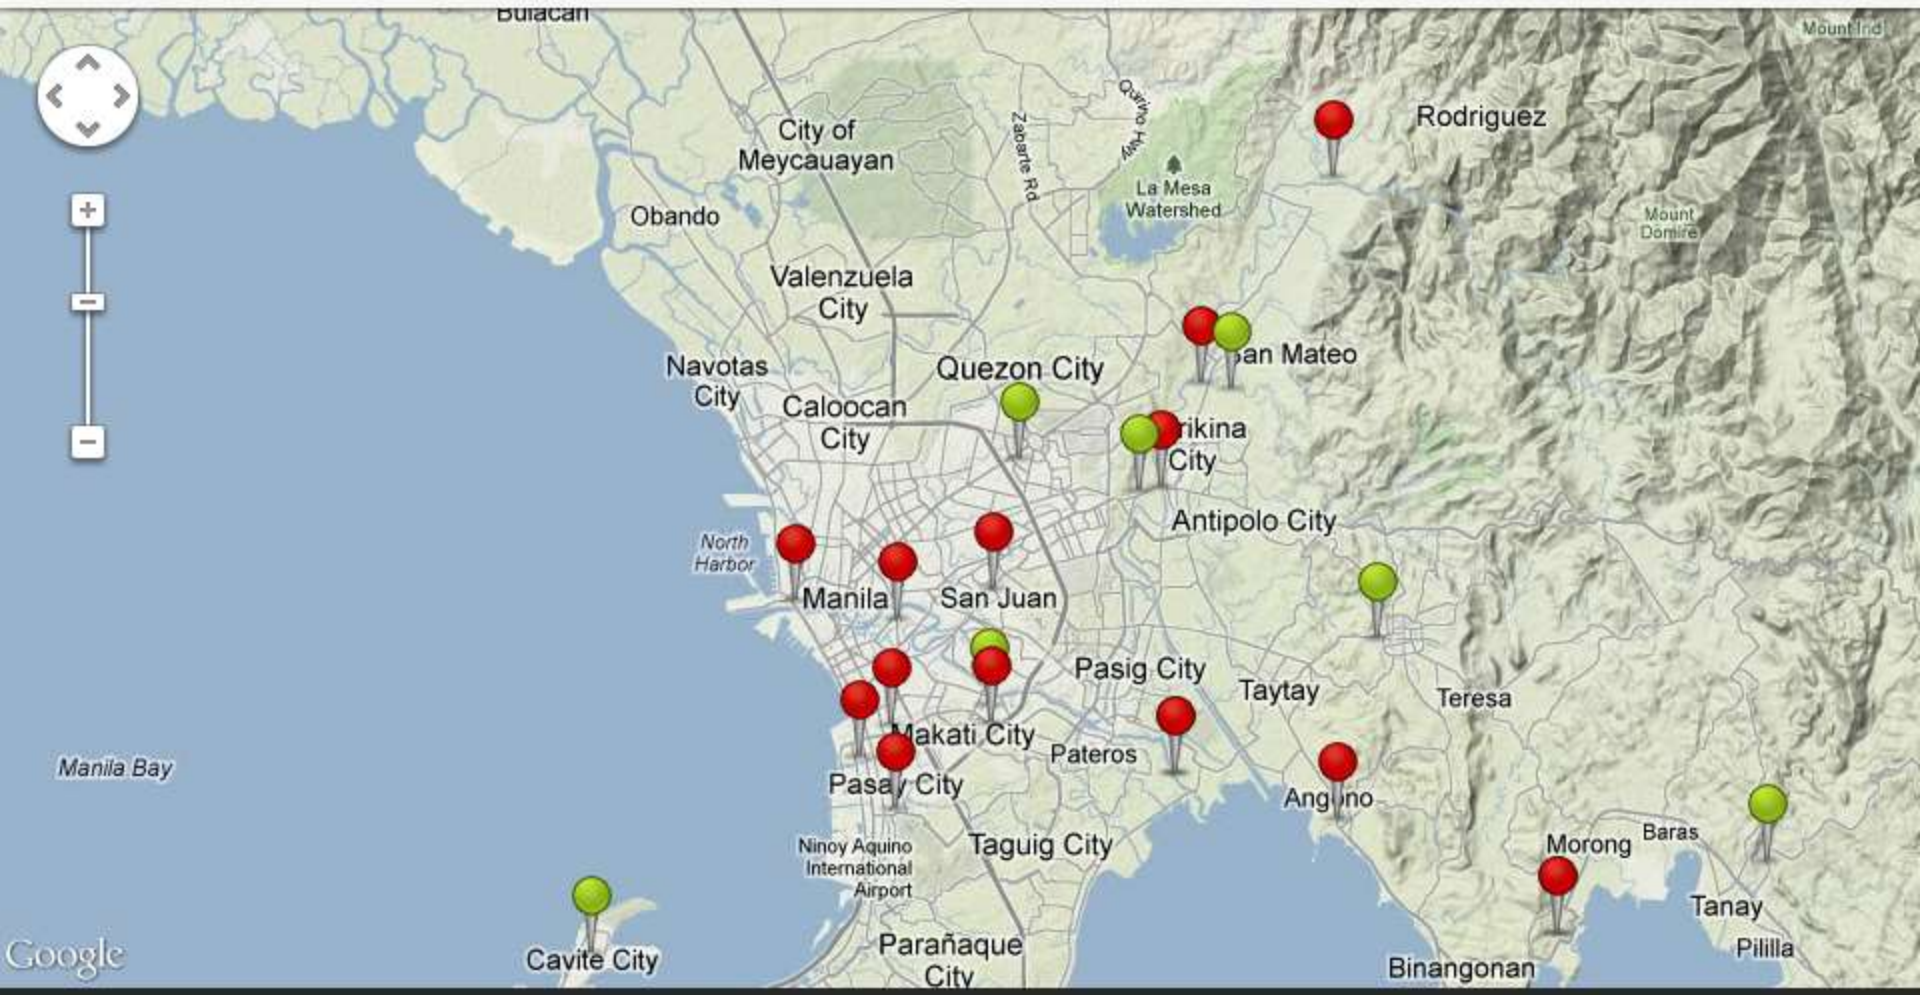 Bulacan
Mount Irid
Quirino Hwy
Rodriguez
City of
Meycauayan
Zabarte Rd
La Mesa
Watershed
Obando
Mount
Domire
Valenzuela
City
San Mateo
Navotas
City
Quezon City
Caloocan
City
rikina
City
Antipolo City
North
Harbor
Manila
San Juan
Pasig City
Taytay
Teresa
Makati City
Pateros
Manila Bay
Pasay City
Angono
Ninoy Aquino
International
Airport
Taguig City
Morong
Baras
Tanay
Parañaque
City
Pililla
Google
Cavite City
Binangonan